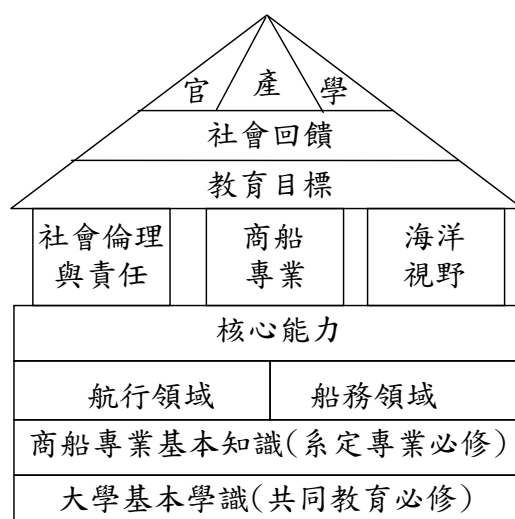 官 產 學
社會回饋
教育目標
社會倫理
與責任
商船
專業
海洋
視野
核心能力
航行領域 船務領域
商船專業基本知識(系定專業必修)
大學基本學識(共同教育必修)